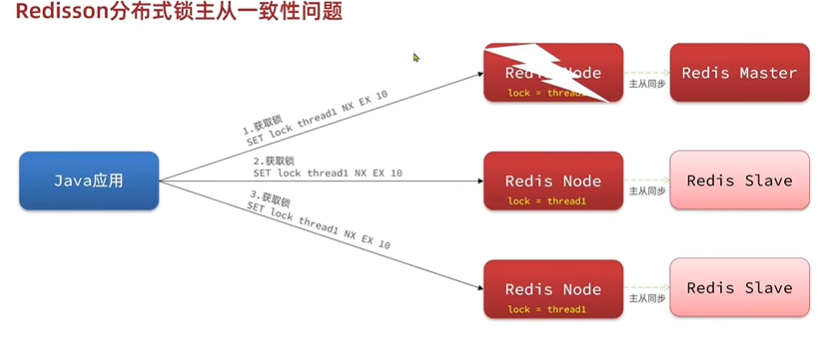 Redisson分布式锁主从一致性问题
1.获取锁
SET lock thread1 NX EX 10
Redis Node
lock = thread1
主从同步
Redis Master
Java应用
2.获取锁
SET lock thread1 NX EX 10
Redis Node
lock = thread1
主从同步
Redis Slave
3.获取锁
SET lock thread1 NX EX 10
Redis Node
lock = thread1
主从同步
Redis Slave